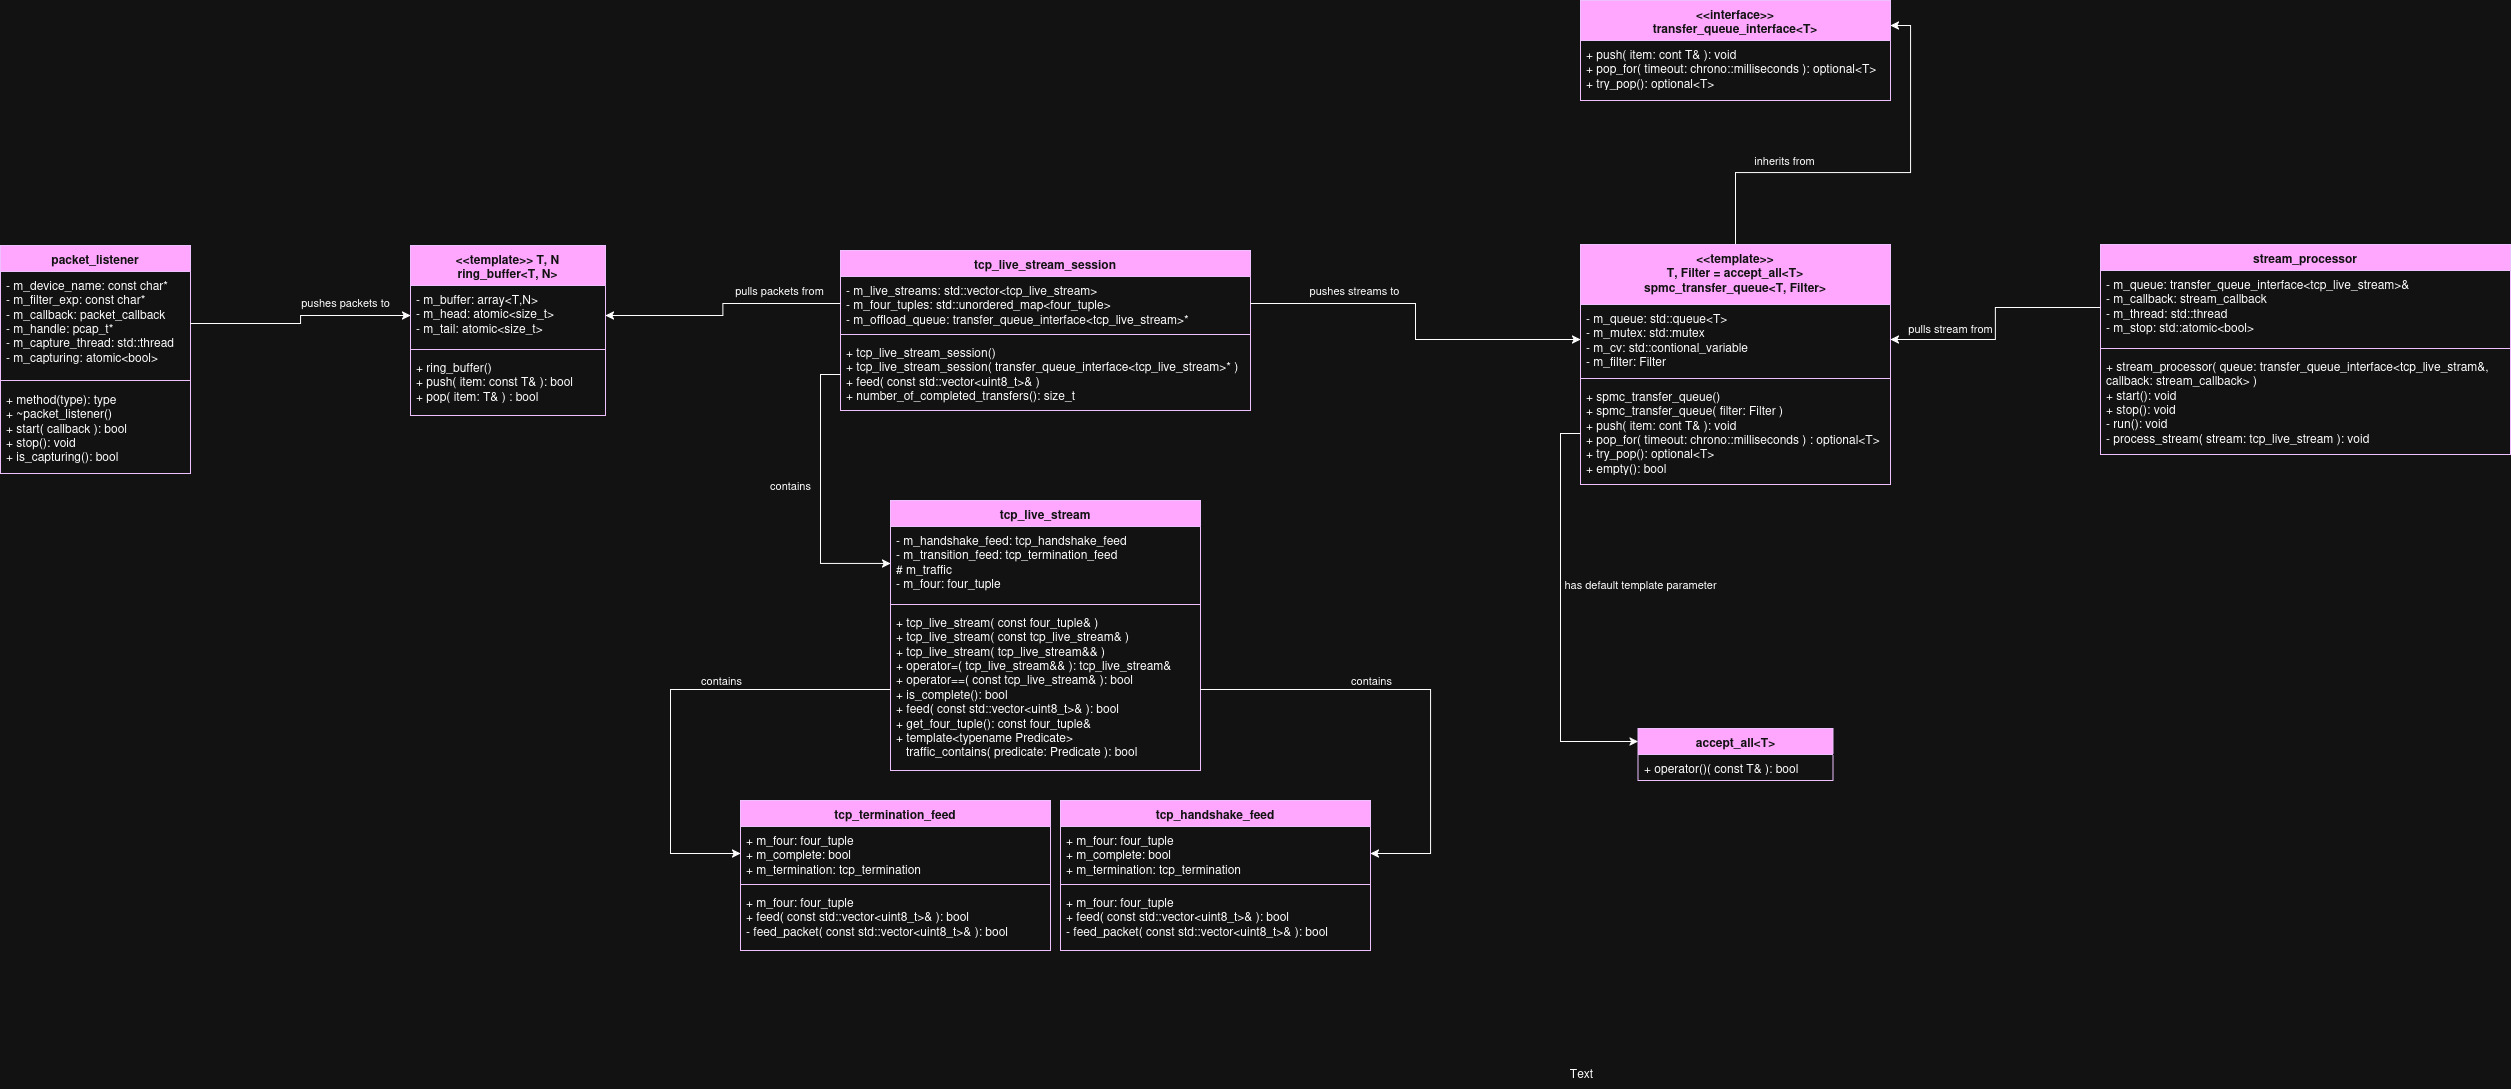 <<interface>>
transfer_queue_interface<T>
+ push( item: cont T& ): void
+ pop_for( timeout: chrono::milliseconds ): optional<T>
+ try_pop(): optional<T>
inherits from
packet_listener
- m_device_name: const char*
- m_filter_exp: const char*
- m_callback: packet_callback
- m_handle: pcap_t*
- m_capture_thread: std::thread
- m_capturing: atomic<bool>
+ method(type): type
+ ~packet_listener()
+ start( callback ): bool
+ stop(): void
+ is_capturing(): bool
pushes packets to
<<template>> T, N
ring_buffer<T, N>
- m_buffer: array<T,N>
- m_head: atomic<size_t>
- m_tail: atomic<size_t>
+ ring_buffer()
+ push( item: const T& ): bool
+ pop( item: T& ) : bool
pulls packets from
tcp_live_stream_session
- m_live_streams: std::vector<tcp_live_stream>
- m_four_tuples: std::unordered_map<four_tuple>
- m_offload_queue: transfer_queue_interface<tcp_live_stream>*
+ tcp_live_stream_session()
+ tcp_live_stream_session( transfer_queue_interface<tcp_live_stream>* )
+ feed( const std::vector<uint8_t>& )
+ number_of_completed_transfers(): size_t
pushes streams to
<<template>>
T, Filter = accept_all<T>
spmc_transfer_queue<T, Filter>
- m_queue: std::queue<T>
- m_mutex: std::mutex
- m_cv: std::contional_variable
- m_filter: Filter
+ spmc_transfer_queue()
+ spmc_transfer_queue( filter: Filter )
+ push( item: cont T& ): void
+ pop_for( timeout: chrono::milliseconds ) : optional<T>
+ try_pop(): optional<T>
+ empty(): bool
pulls stream from
stream_processor
- m_queue: transfer_queue_interface<tcp_live_stream>&
- m_callback: stream_callback
- m_thread: std::thread
- m_stop: std::atomic<bool>
+ stream_processor( queue: transfer_queue_interface<tcp_live_stram&,
callback: stream_callback> )
+ start(): void
+ stop(): void
- run(): void
- process_stream( stream: tcp_live_stream ): void
contains
tcp_live_stream
- m_handshake_feed: tcp_handshake_feed
- m_transition_feed: tcp_termination_feed
# m_traffic
- m_four: four_tuple
+ tcp_live_stream( const four_tuple& )
+ tcp_live_stream( const tcp_live_stream& )
+ tcp_live_stream( tcp_live_stream&& )
+ operator=( tcp_live_stream&& ): tcp_live_stream&
+ operator==( const tcp_live_stream& ): bool
+ is_complete(): bool
+ feed( const std::vector<uint8_t>& ): bool
+ get_four_tuple(): const four_tuple&
+ template<typename Predicate>
traffic_contains( predicate: Predicate ): bool
has default template parameter
contains
contains
accept_all<T>
+ operator()( const T& ): bool
tcp_termination_feed
+ m_four: four_tuple
+ m_complete: bool
+ m_termination: tcp_termination
+ m_four: four_tuple
+ feed( const std::vector<uint8_t>& ): bool
- feed_packet( const std::vector<uint8_t>& ): bool
tcp_handshake_feed
+ m_four: four_tuple
+ m_complete: bool
+ m_termination: tcp_termination
+ m_four: four_tuple
+ feed( const std::vector<uint8_t>& ): bool
- feed_packet( const std::vector<uint8_t>& ): bool
Text